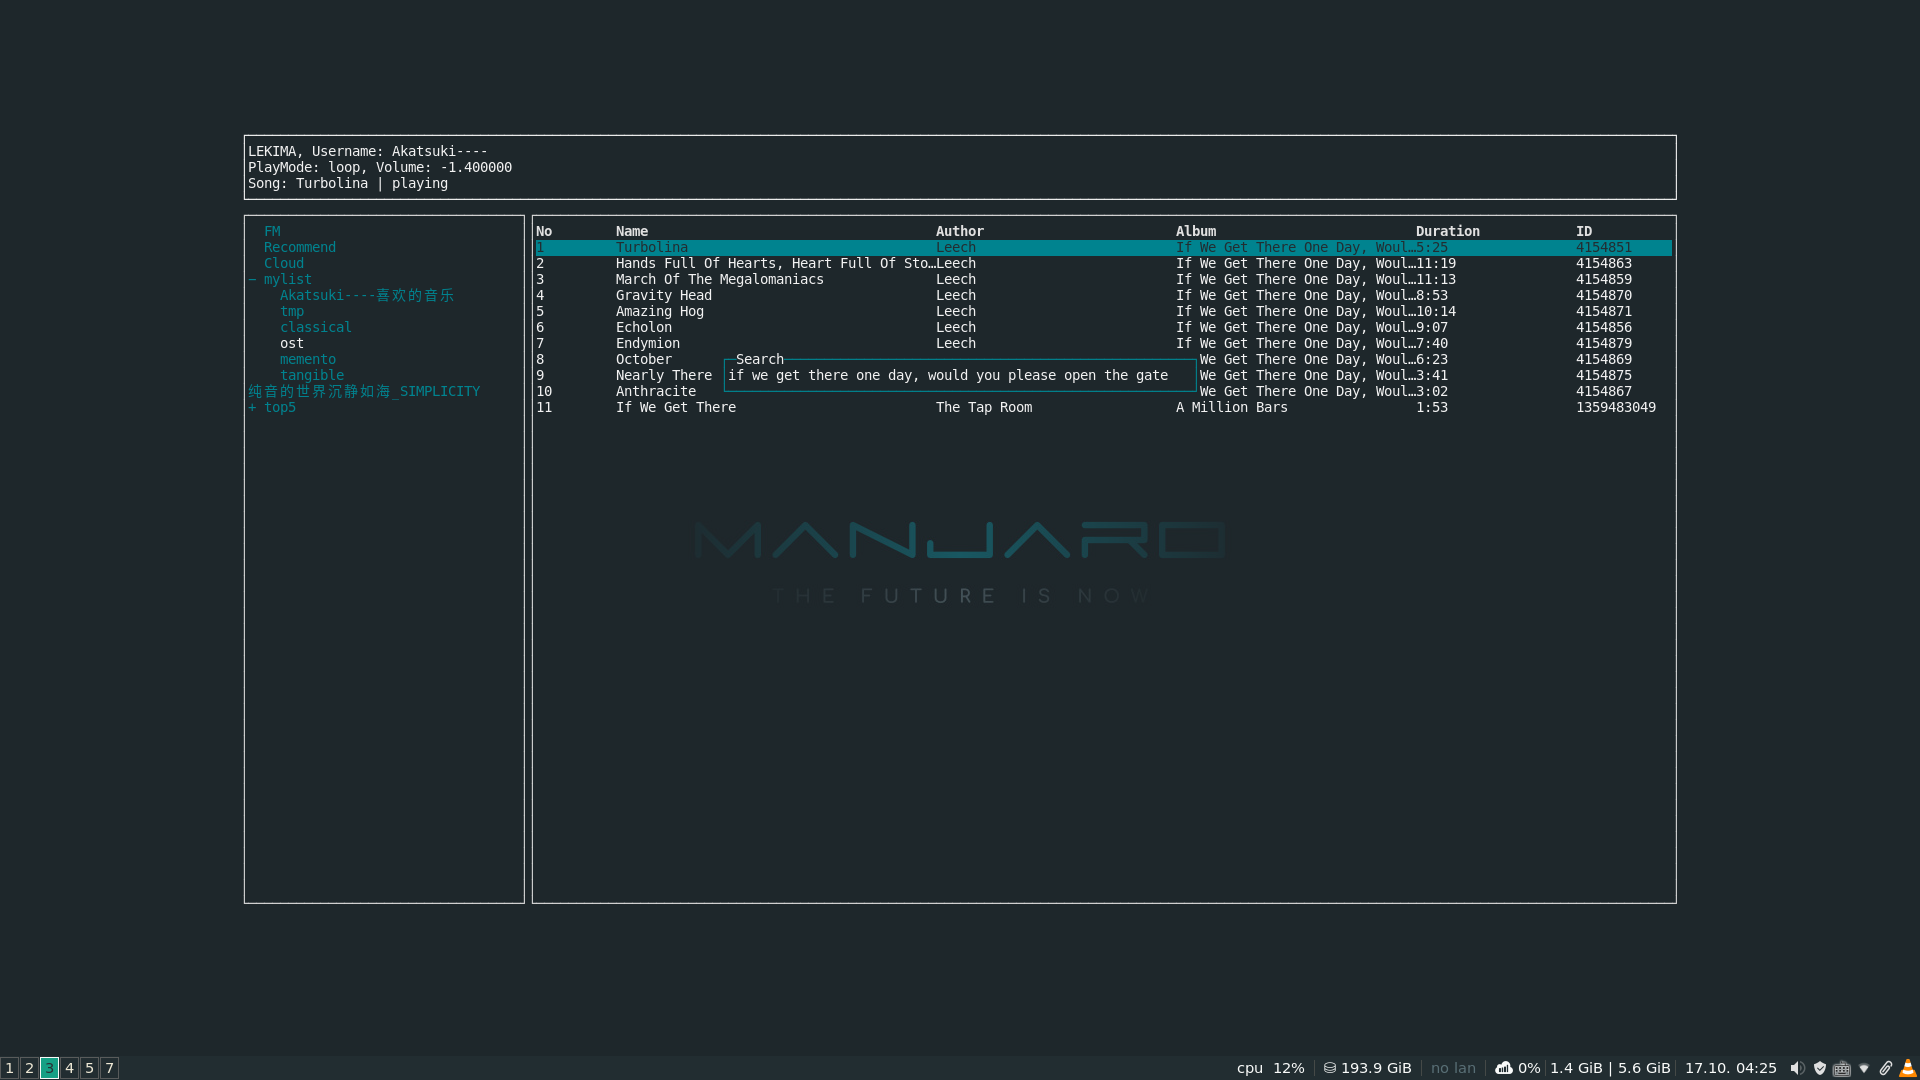 LEKIMA, Username: Akatsuki----
PlayMode: loop, Volume: -1.400000
Song: Turbolina | playing
FM
Recommend
Cloud
− mylist
Akatsuki----喜欢的音乐
tmp
classical
ost
memento
tangible
纯音的世界沉静如海_SIMPLICITY
+ top5
No Name Author Album Duration ID
1 Turbolina Leech If We Get There One Day, Woul…5:25 4154851
2 Hands Full Of Hearts, Heart Full Of Sto…Leech If We Get There One Day, Woul…11:19 4154863
3 March Of The Megalomaniacs Leech If We Get There One Day, Woul…11:13 4154859
4 Gravity Head Leech If We Get There One Day, Woul…8:53 4154870
5 Amazing Hog Leech If We Get There One Day, Woul…10:14 4154871
6 Echolon Leech If We Get There One Day, Woul…9:07 4154856
7 Endymion Leech If We Get There One Day, Woul…7:40 4154879
8 October Search We Get There One Day, Woul…6:23 4154869
9 Nearly There if we get there one day, would you please open the gate We Get There One Day, Woul…3:41 4154875
10 Anthracite We Get There One Day, Woul…3:02 4154867
11 If We Get There The Tap Room A Million Bars 1:53 1359483049
MANJARO
THE FUTURE IS NOW
1 2 3 4 5 7 cpu 12% 193.9 GiB no lan 0% 1.4 GiB | 5.6 GiB 17.10. 04:25